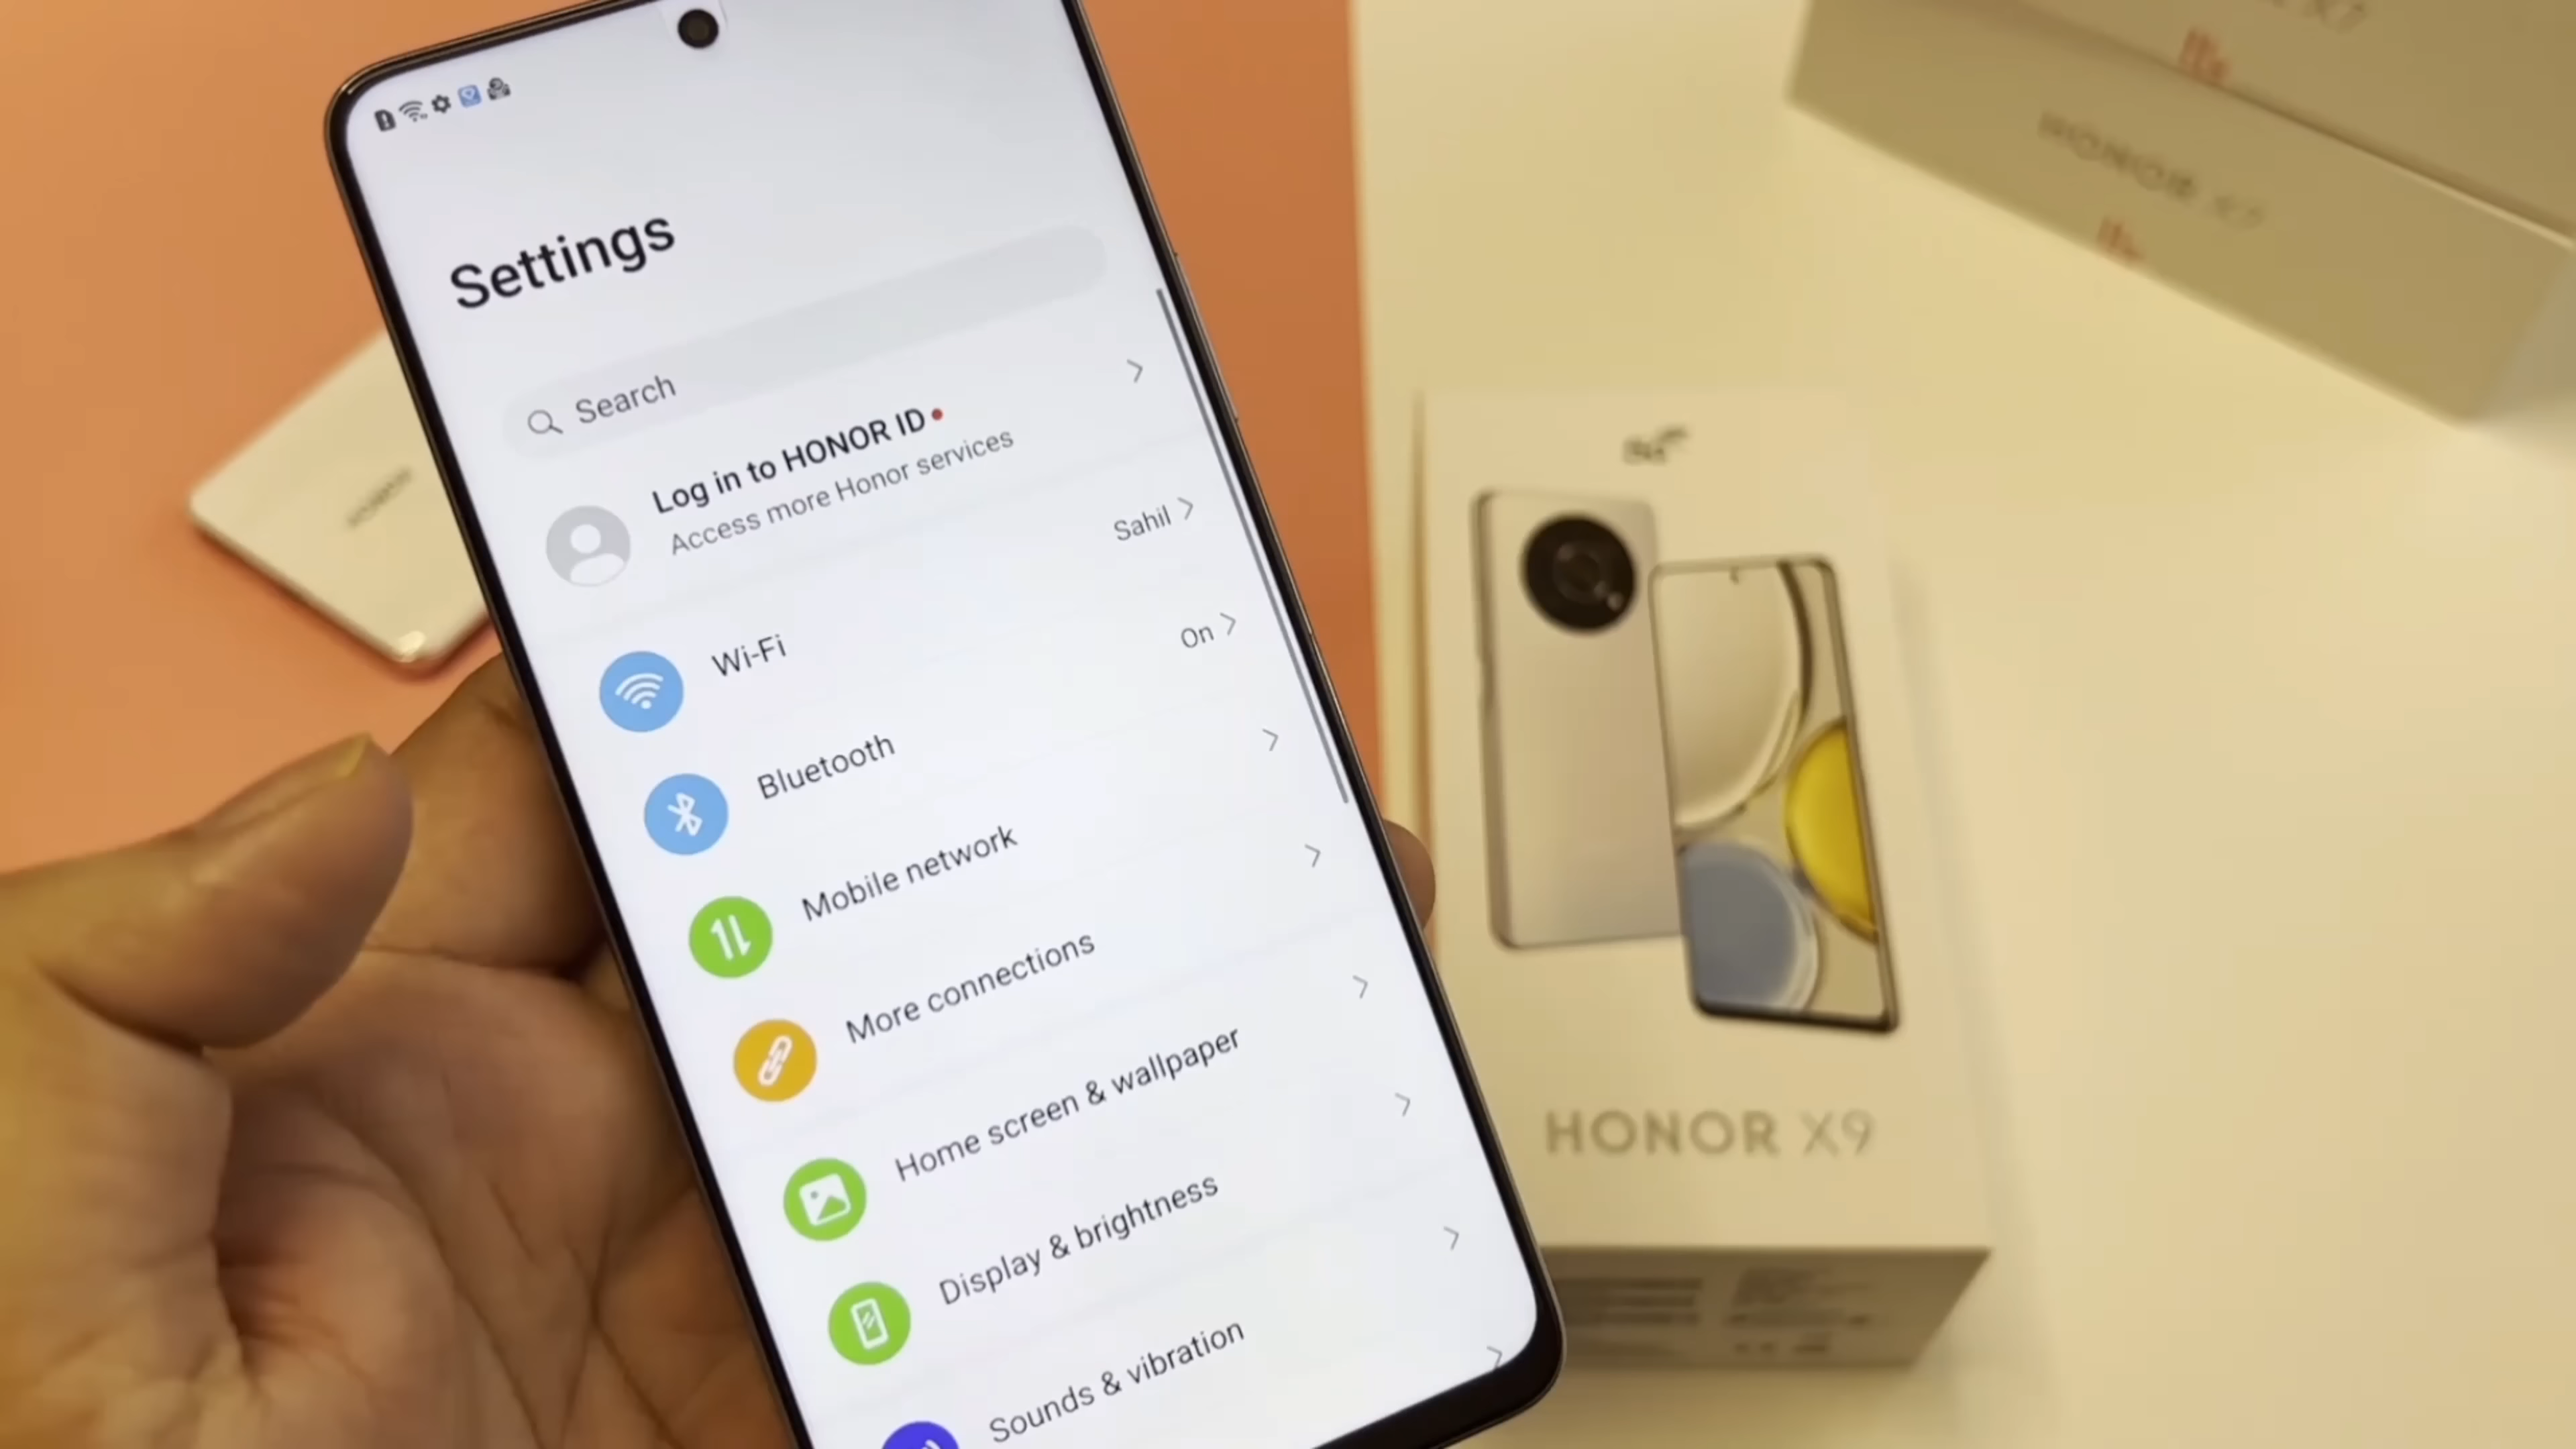 Settings
Search
Log in to HONOR ID
Access more Honor services
Wi-Fi Sahil
Bluetooth On
Mobile network
More connections
Home screen & wallpaper
Display & brightness
Sounds & vibration
HONOR
HONOR X9